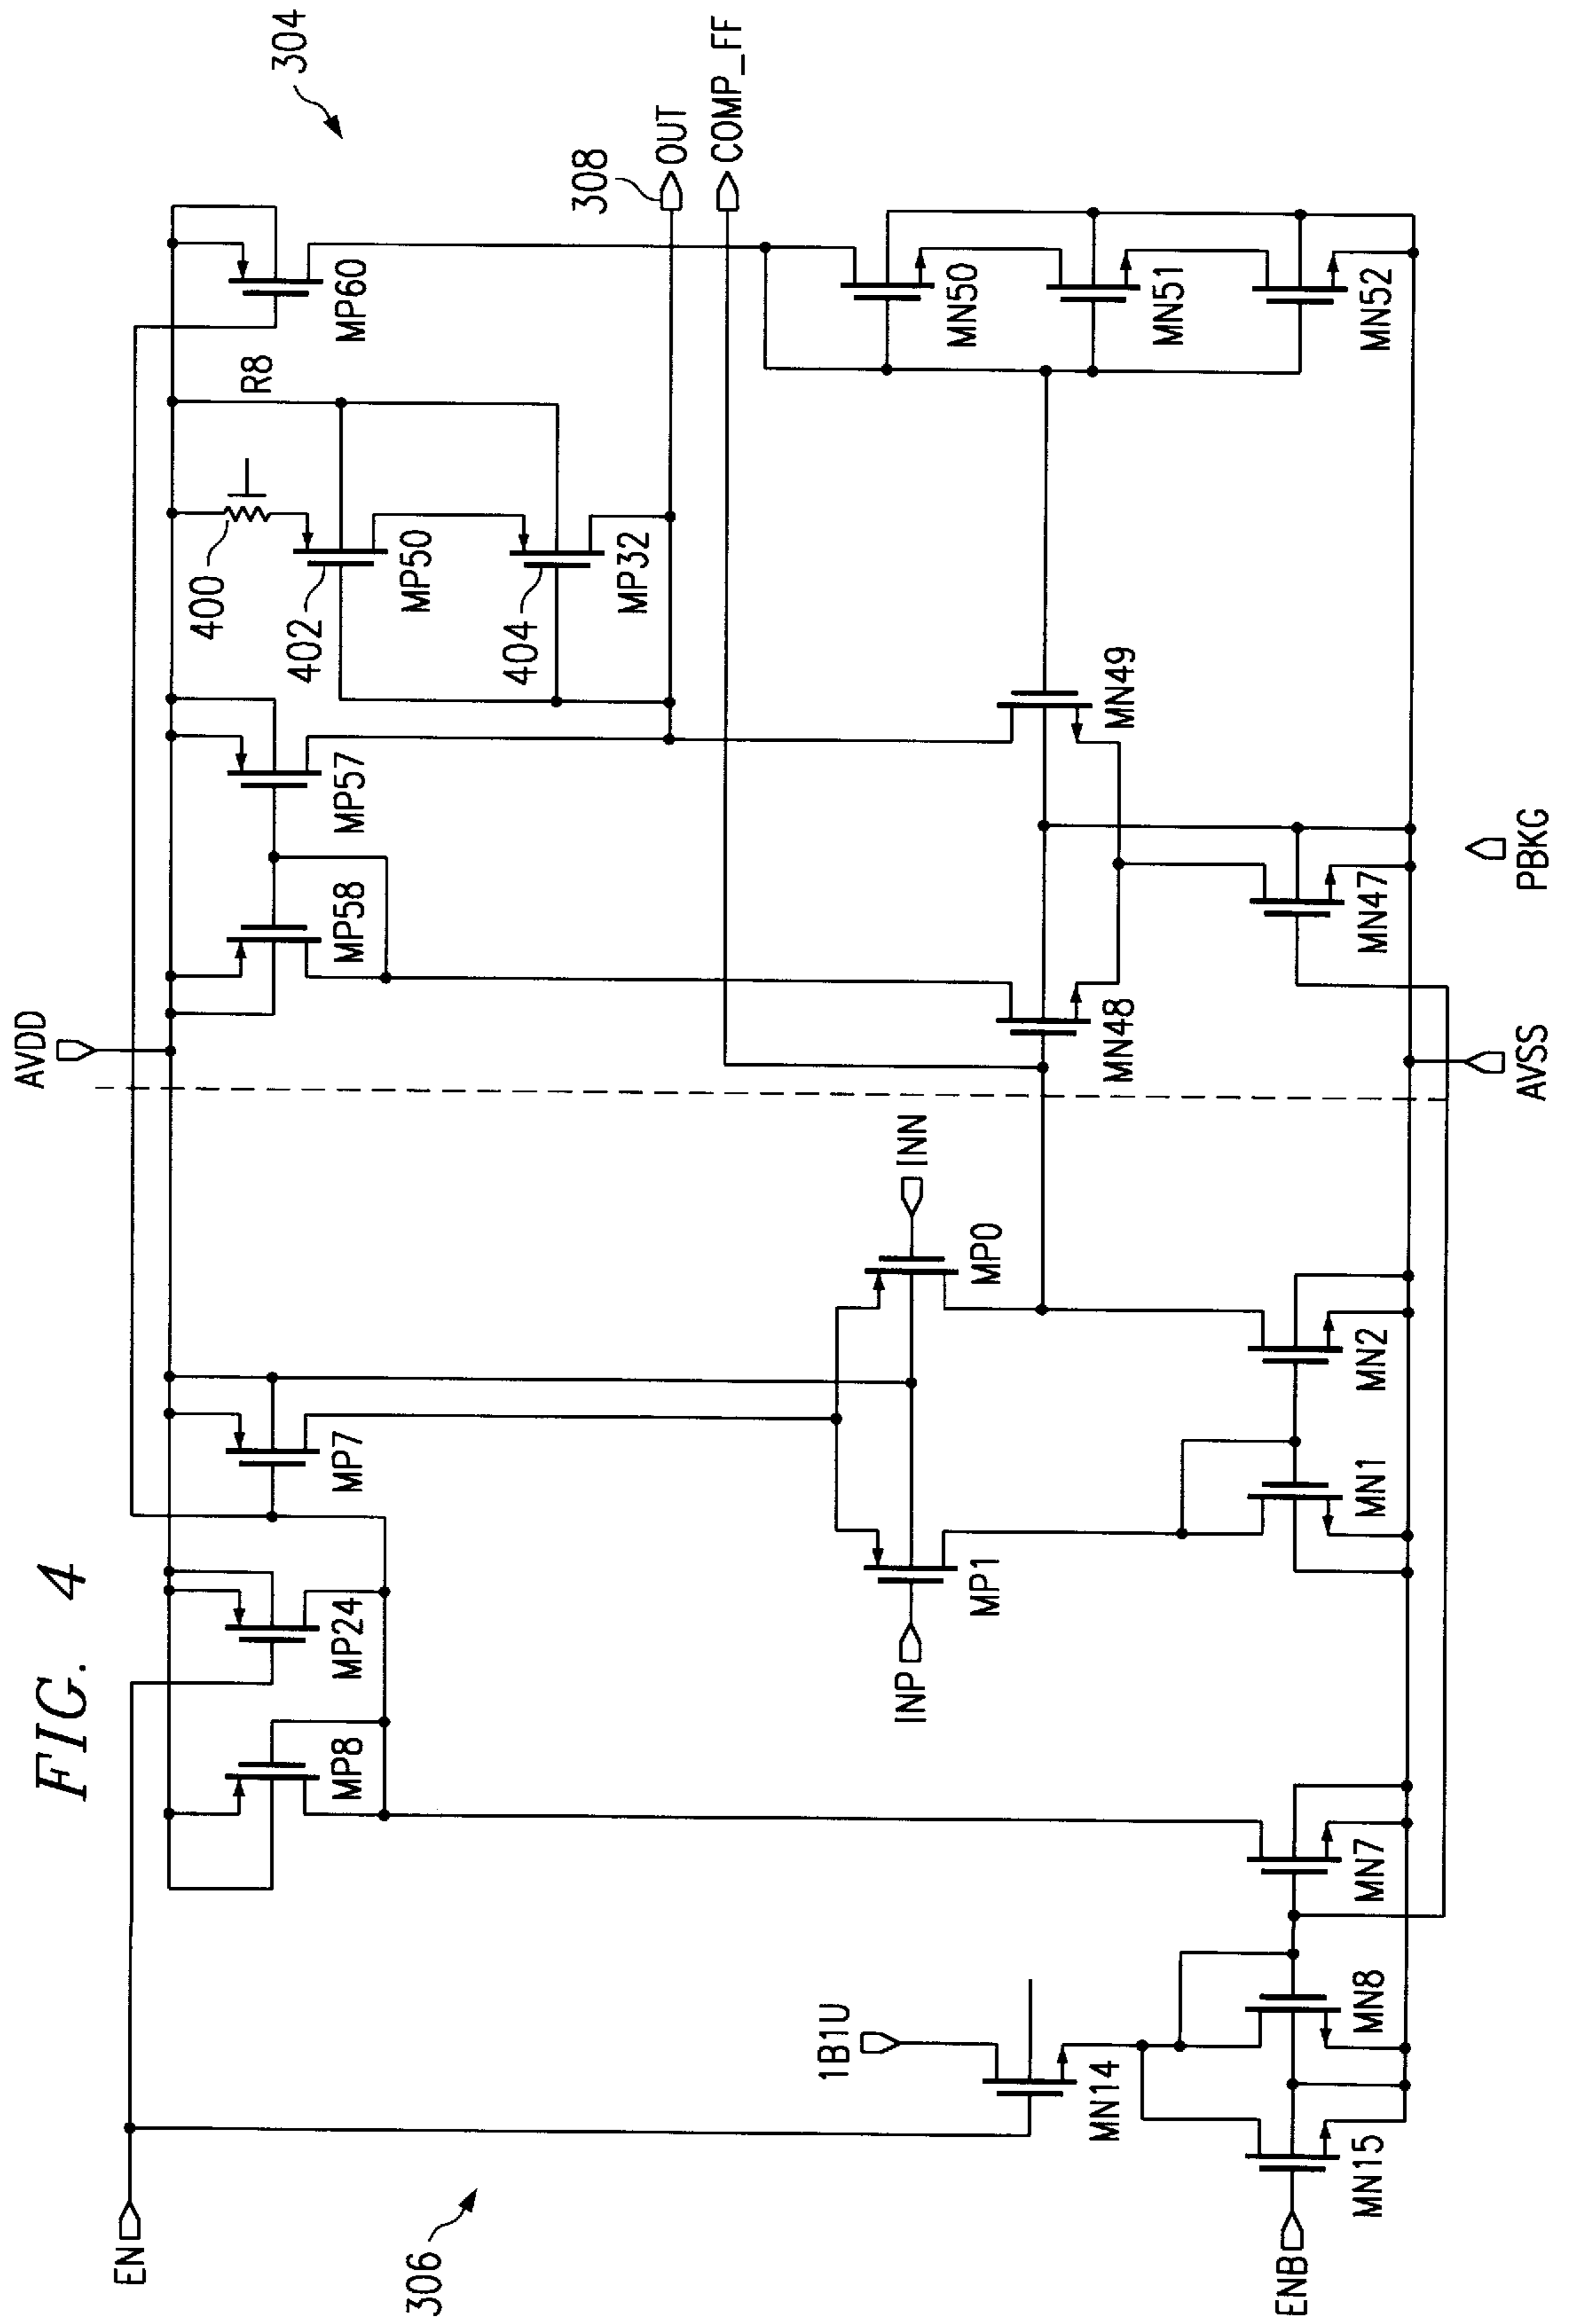 FIG. 4
304
306
AVDD
EN
ENB
1B1U
MN14
MN15
MN8
MN7
MP8
MP24
MP7
INP
MP1
MP0
INN
MN1
MN2
MP58
MP57
MN48
MN49
MN47
AVSS
PBKG
400
R8
402
MP50
404
MP32
MP60
308
OUT
COMP_FF
MN50
MN51
MN52